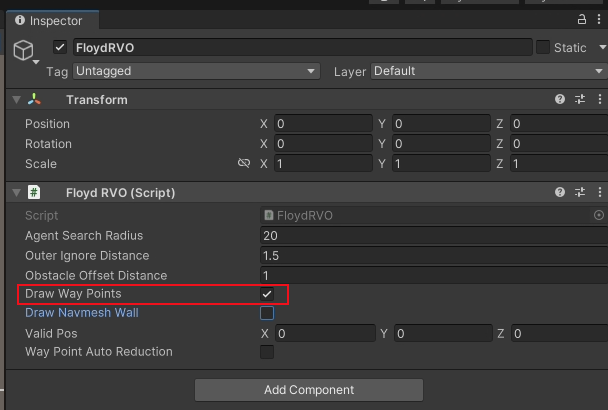 Inspector
FloydRVO Static
Tag Untagged Layer Default
Transform
Position X 0 Y 0 Z 0
Rotation X 0 Y 0 Z 0
Scale X 1 Y 1 Z 1
# Floyd RVO (Script)
Script # FloydRVO
Agent Search Radius 20
Outer Ignore Distance 1.5
Obstacle Offset Distance 1
Draw Way Points
Draw Navmesh Wall
Valid Pos X 0 Y 0 Z 0
Way Point Auto Reduction
Add Component